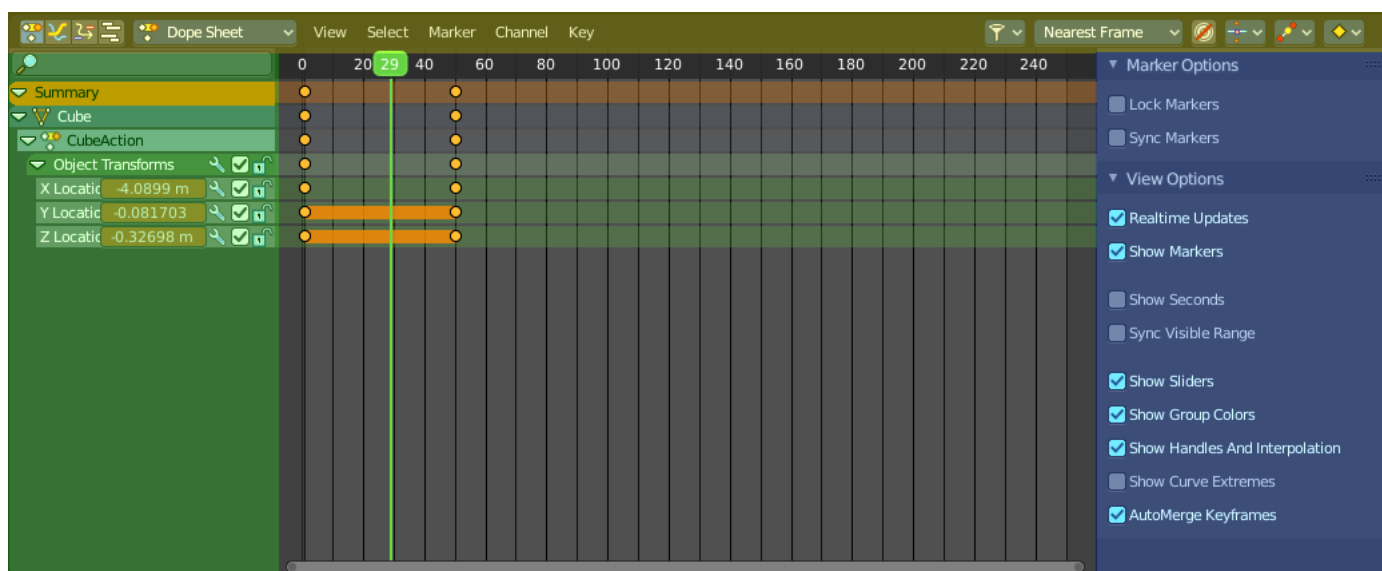 Dope Sheet View Select Marker Channel Key Nearest Frame
0 20 29 40 60 80 100 120 140 160 180 200 220 240
Summary
Cube
CubeAction
Object Transforms
X Locatic -4.0899 m
Y Locatic -0.081703
Z Locatic -0.32698 m
Marker Options
Lock Markers
Sync Markers
View Options
Realtime Updates
Show Markers
Show Seconds
Sync Visible Range
Show Sliders
Show Group Colors
Show Handles And Interpolation
Show Curve Extremes
AutoMerge Keyframes